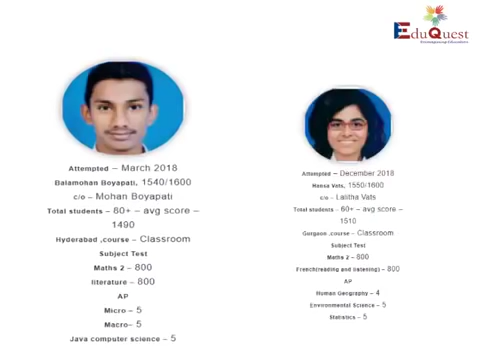 EduQuest
Attempted – March 2018
Balamohan Boyapati, 1540/1600
c/o – Mohan Boyapati
Total students – 80+ – avg score –
1490
Hyderabad ,course – Classroom
Subject Test
Maths 2 – 800
literature – 800
AP
Micro – 5
Macro– 5
Java computer science – 5
Attempted – December 2018
Hansa Vats, 1550/1600
c/o – Lalitha Vats
Total students – 60+ – avg score –
1510
Gurgaon ,course – Classroom
Subject Test
Maths 2 – 800
French(reading and listening) – 800
AP
Human Geography – 4
Environmental Science – 5
Statistics – 5